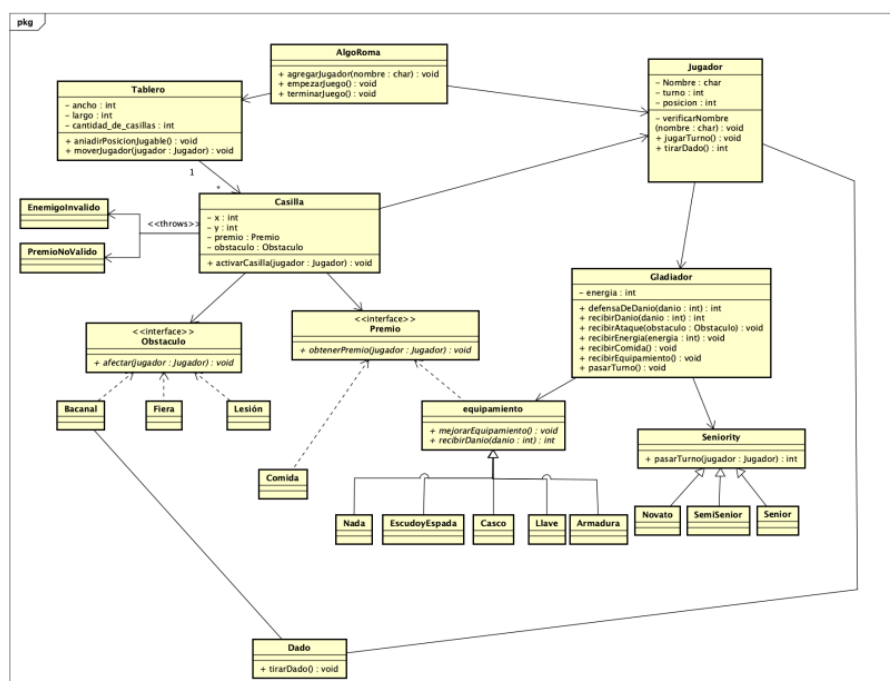 pkg
AlgoRoma
+ agregarJugador(nombre : char) : void
+ empezarJuego() : void
+ terminarJuego() : void
Jugador
- Nombre : char
- turno : int
- posicion : int
- verificarNombre
(nombre : char) : void
+ jugarTurno() : void
+ tirarDado() : int
Tablero
- ancho : int
- largo : int
- cantidad_de_casillas : int
+ aniadirPosicionJugable() : void
+ moverJugador(jugador : Jugador) : void
1
*
Casilla
- x : int
- y : int
- premio : Premio
- obstaculo : Obstaculo
+ activarCasilla(jugador : Jugador) : void
EnemigoInvalido
<<throws>>
PremioNoValido
Gladiador
- energia : int
+ defensaDeDanio(danio : int) : int
+ recibirDanio(danio : int) : int
+ recibirAtaque(obstaculo : Obstaculo) : void
+ recibirEnergia(energia : int) : void
+ recibirComida() : void
+ recibirEquipamiento() : void
+ pasarTurno() : void
<<interface>>
Obstaculo
+ afectar(jugador : Jugador) : void
<<interface>>
Premio
+ obtenerPremio(jugador : Jugador) : void
Bacanal
Fiera
Lesión
equipamiento
+ mejorarEquipamiento() : void
+ recibirDanio(danio : int) : int
Seniority
+ pasarTurno(jugador : Jugador) : int
Comida
Nada
EscudoyEspada
Casco
Llave
Armadura
Novato
SemiSenior
Senior
Dado
+ tirarDado() : void